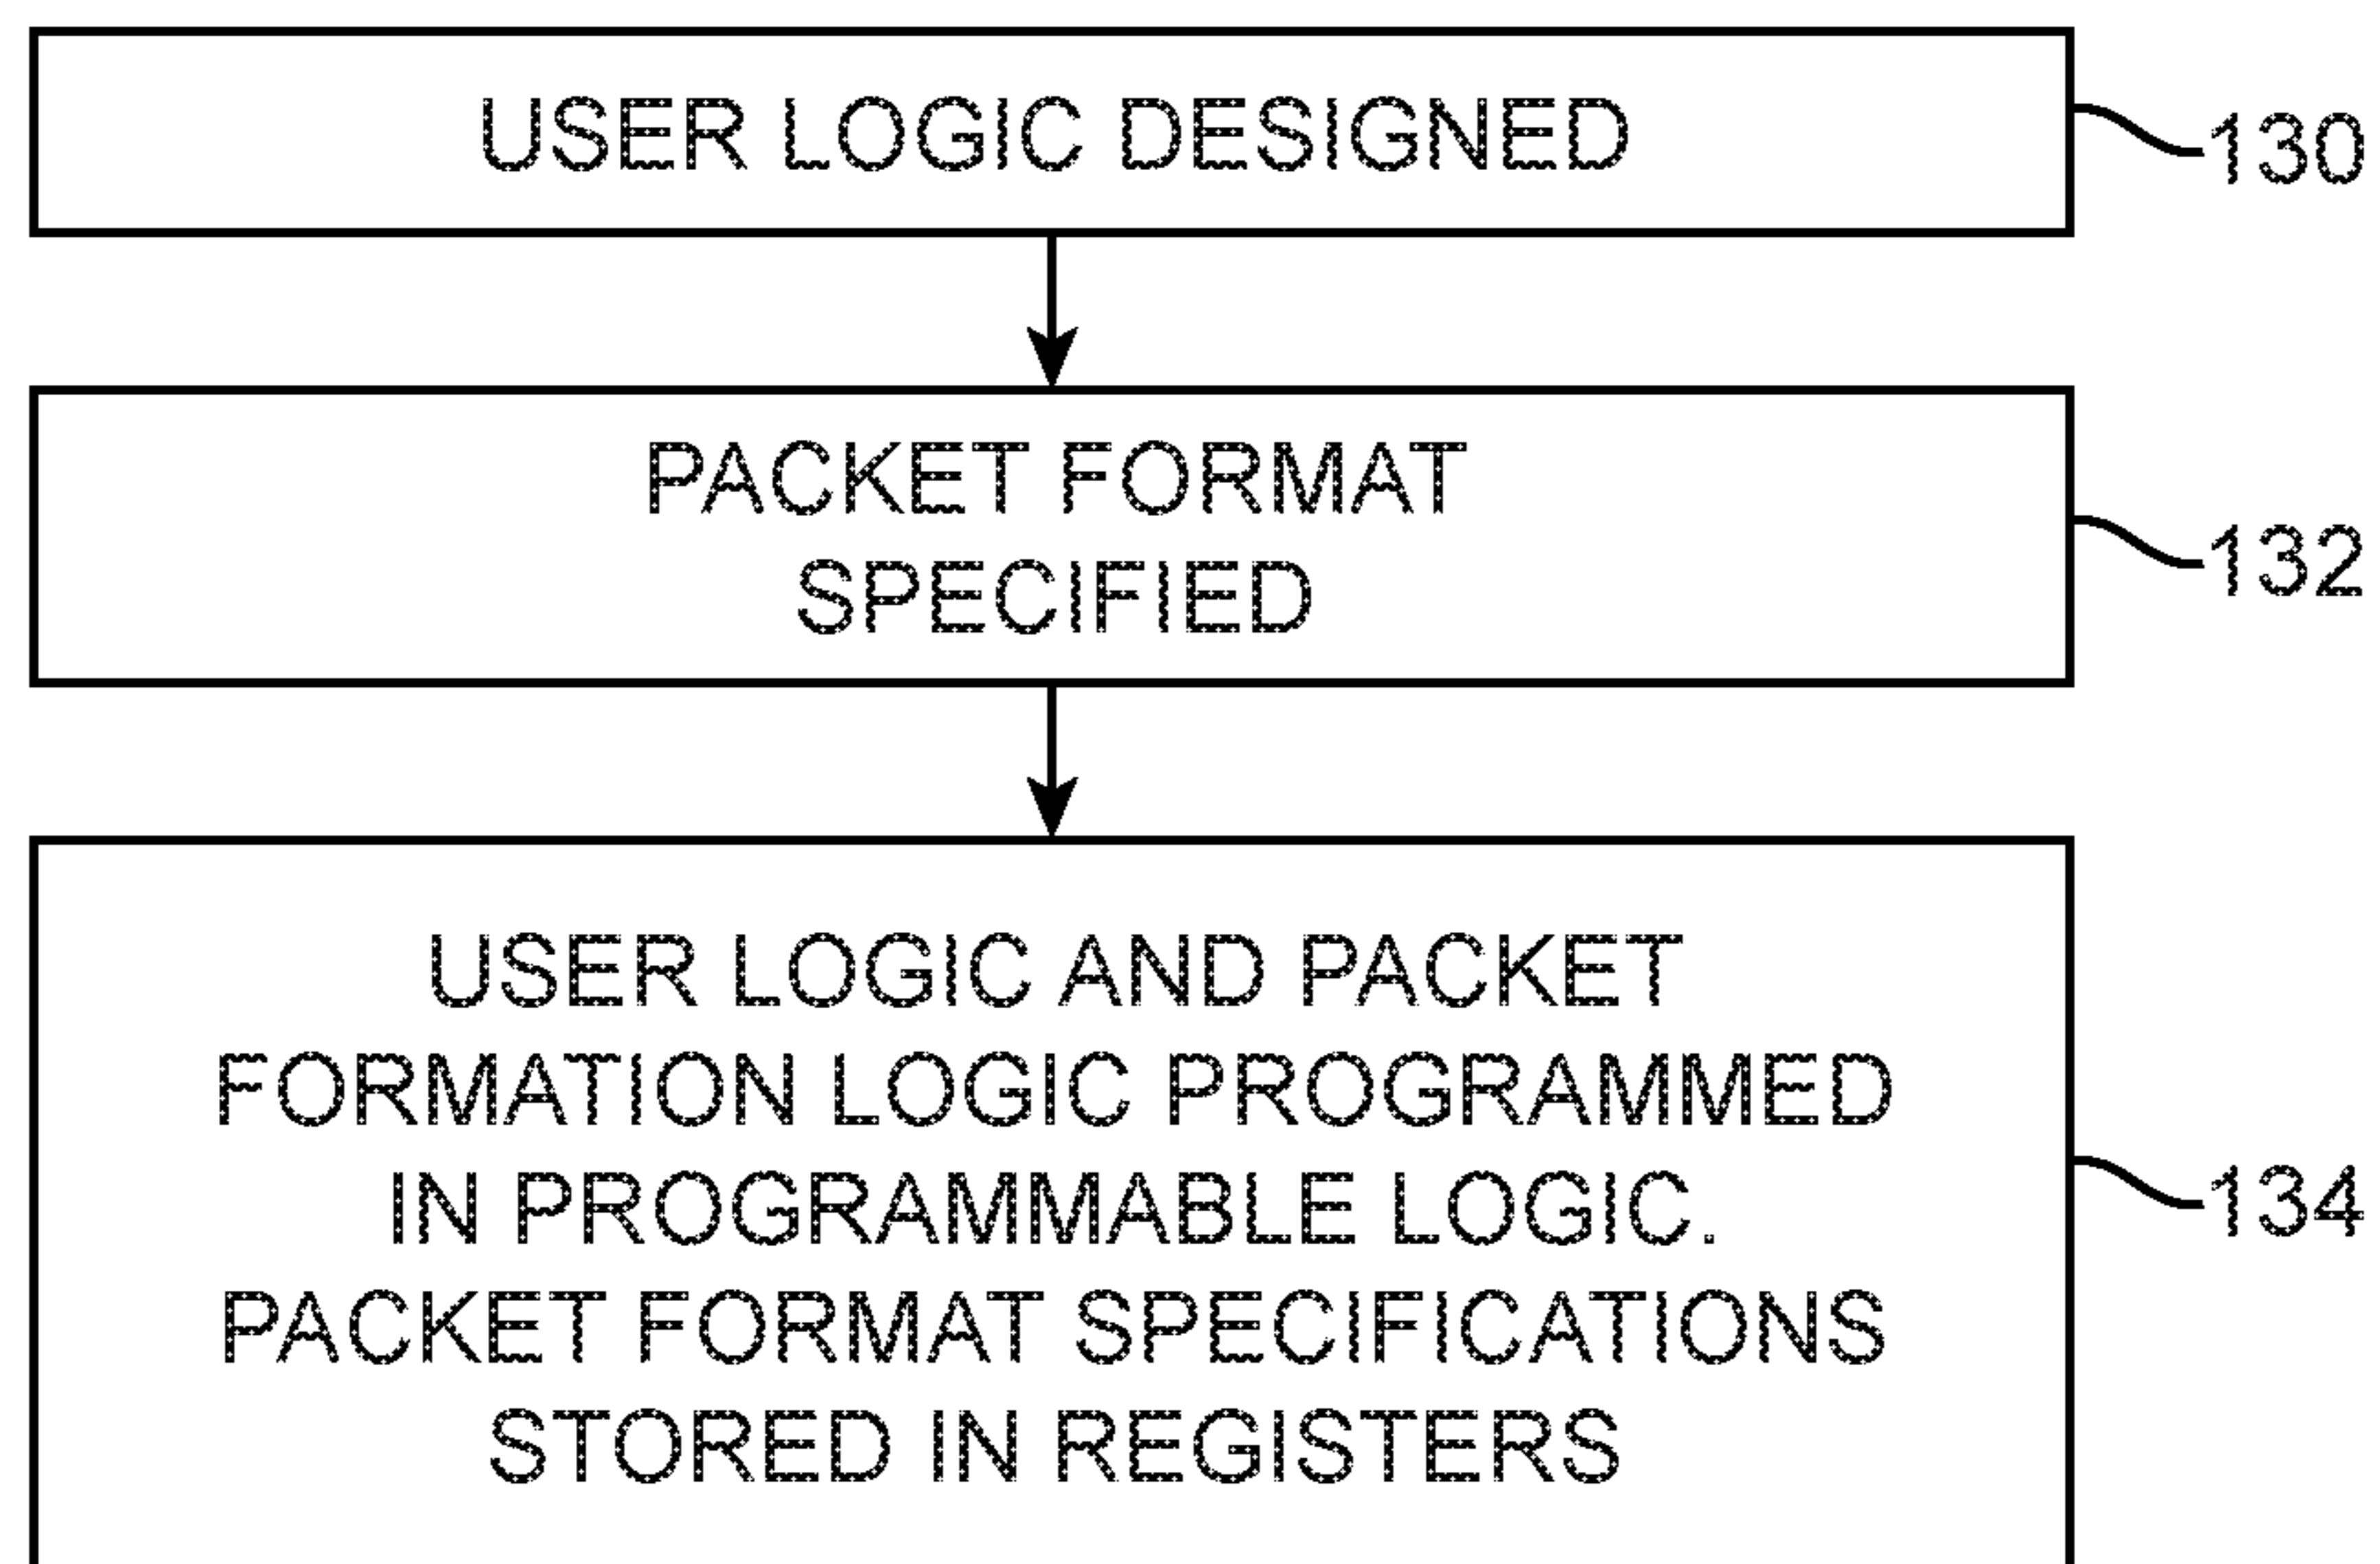 USER LOGIC DESIGNED
130
PACKET FORMAT
SPECIFIED
132
USER LOGIC AND PACKET
FORMATION LOGIC PROGRAMMED
IN PROGRAMMABLE LOGIC.
PACKET FORMAT SPECIFICATIONS
STORED IN REGISTERS
134